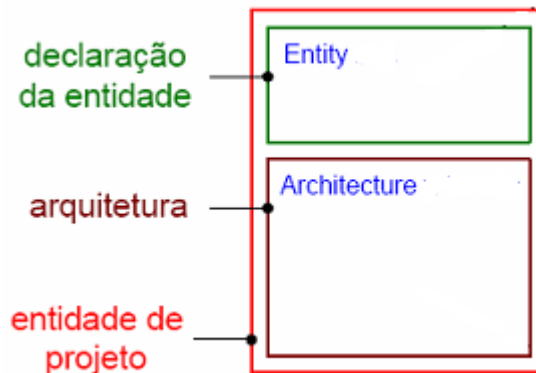 declaração
da entidade
Entity
arquitetura
Architecture
entidade de
projeto